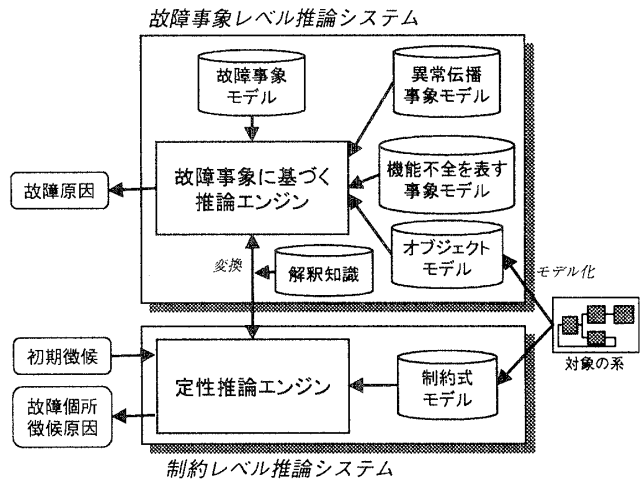 故障事象レベル推論システム
故障事象
モデル
異常伝播
事象モデル
故障事象に基づく
推論エンジン
機能不全を表す
事象モデル
故障原因
オブジェクト
モデル
変換
解釈知識
モデル化
対象の系
初期徴候
定性推論エンジン
制約式
モデル
故障個所
徴候原因
制約レベル推論システム